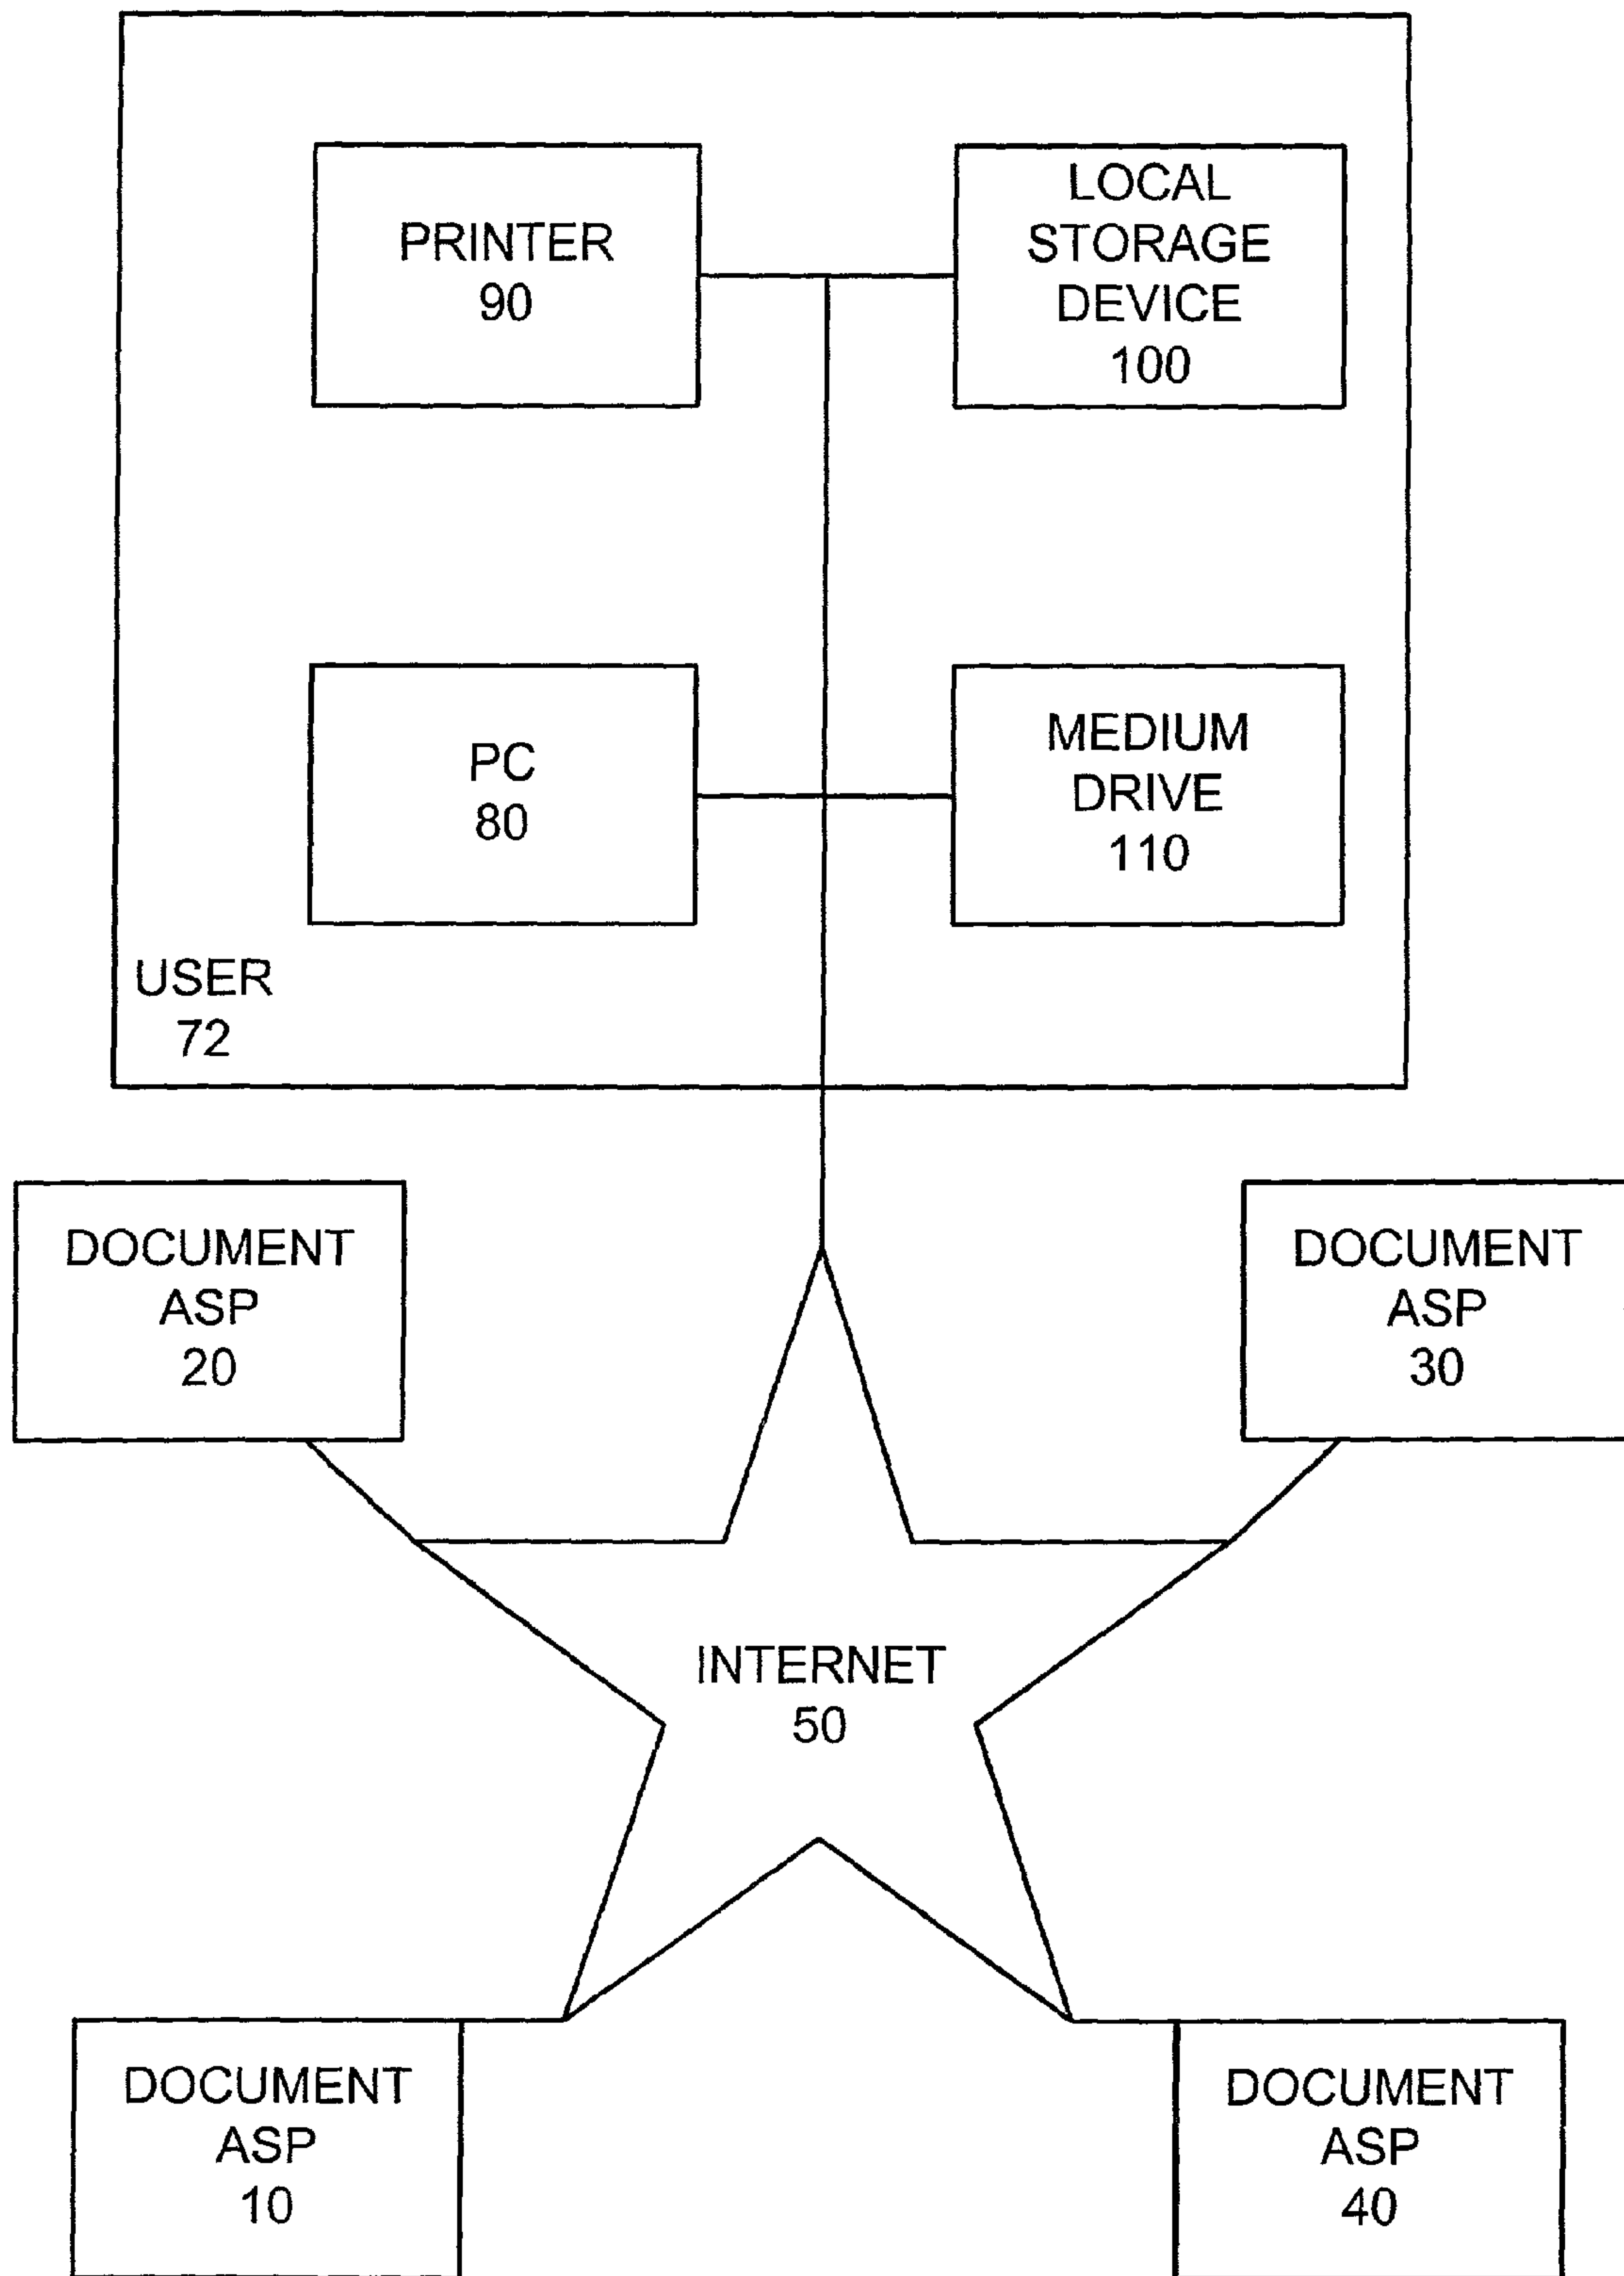 PRINTER
90
LOCAL
STORAGE
DEVICE
100
PC
80
MEDIUM
DRIVE
110
USER
72
DOCUMENT
ASP
20
DOCUMENT
ASP
30
INTERNET
50
DOCUMENT
ASP
10
DOCUMENT
ASP
40